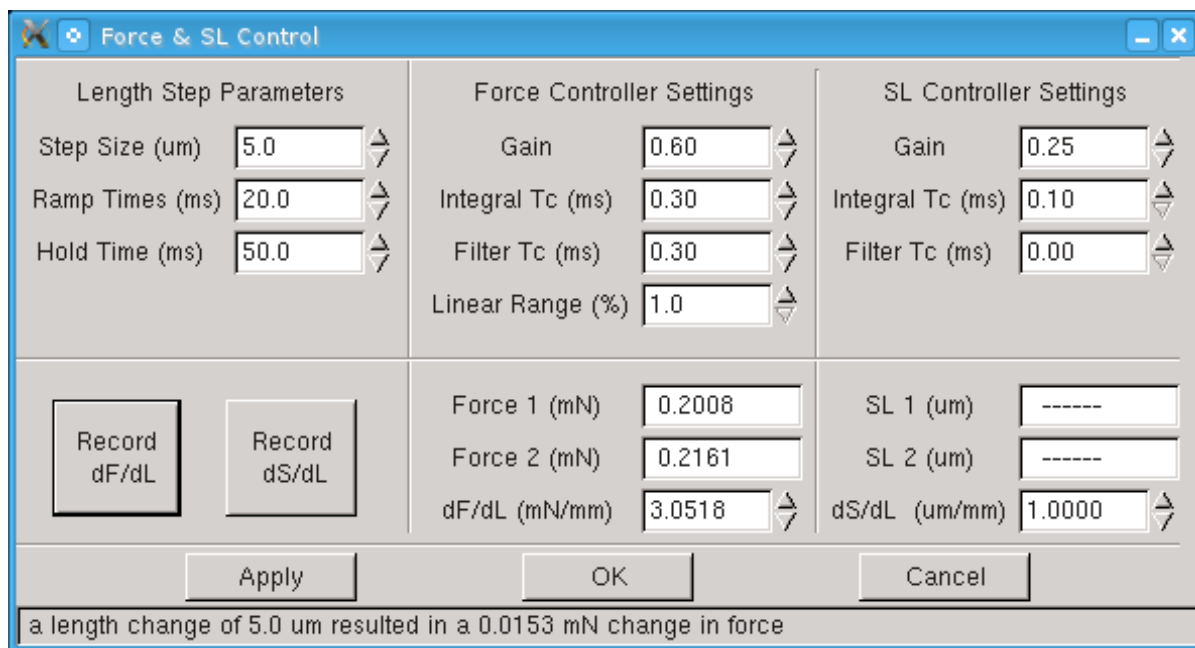 Force & SL Control
Length Step Parameters
Step Size (um) 5.0
Ramp Times (ms) 20.0
Hold Time (ms) 50.0
Force Controller Settings
Gain 0.60
Integral Tc (ms) 0.30
Filter Tc (ms) 0.30
Linear Range (%) 1.0
SL Controller Settings
Gain 0.25
Integral Tc (ms) 0.10
Filter Tc (ms) 0.00
Record
dF/dL
Record
dS/dL
Force 1 (mN) 0.2008
Force 2 (mN) 0.2161
dF/dL (mN/mm) 3.0518
SL 1 (um) ------
SL 2 (um) ------
dS/dL (um/mm) 1.0000
Apply
OK
Cancel
a length change of 5.0 um resulted in a 0.0153 mN change in force